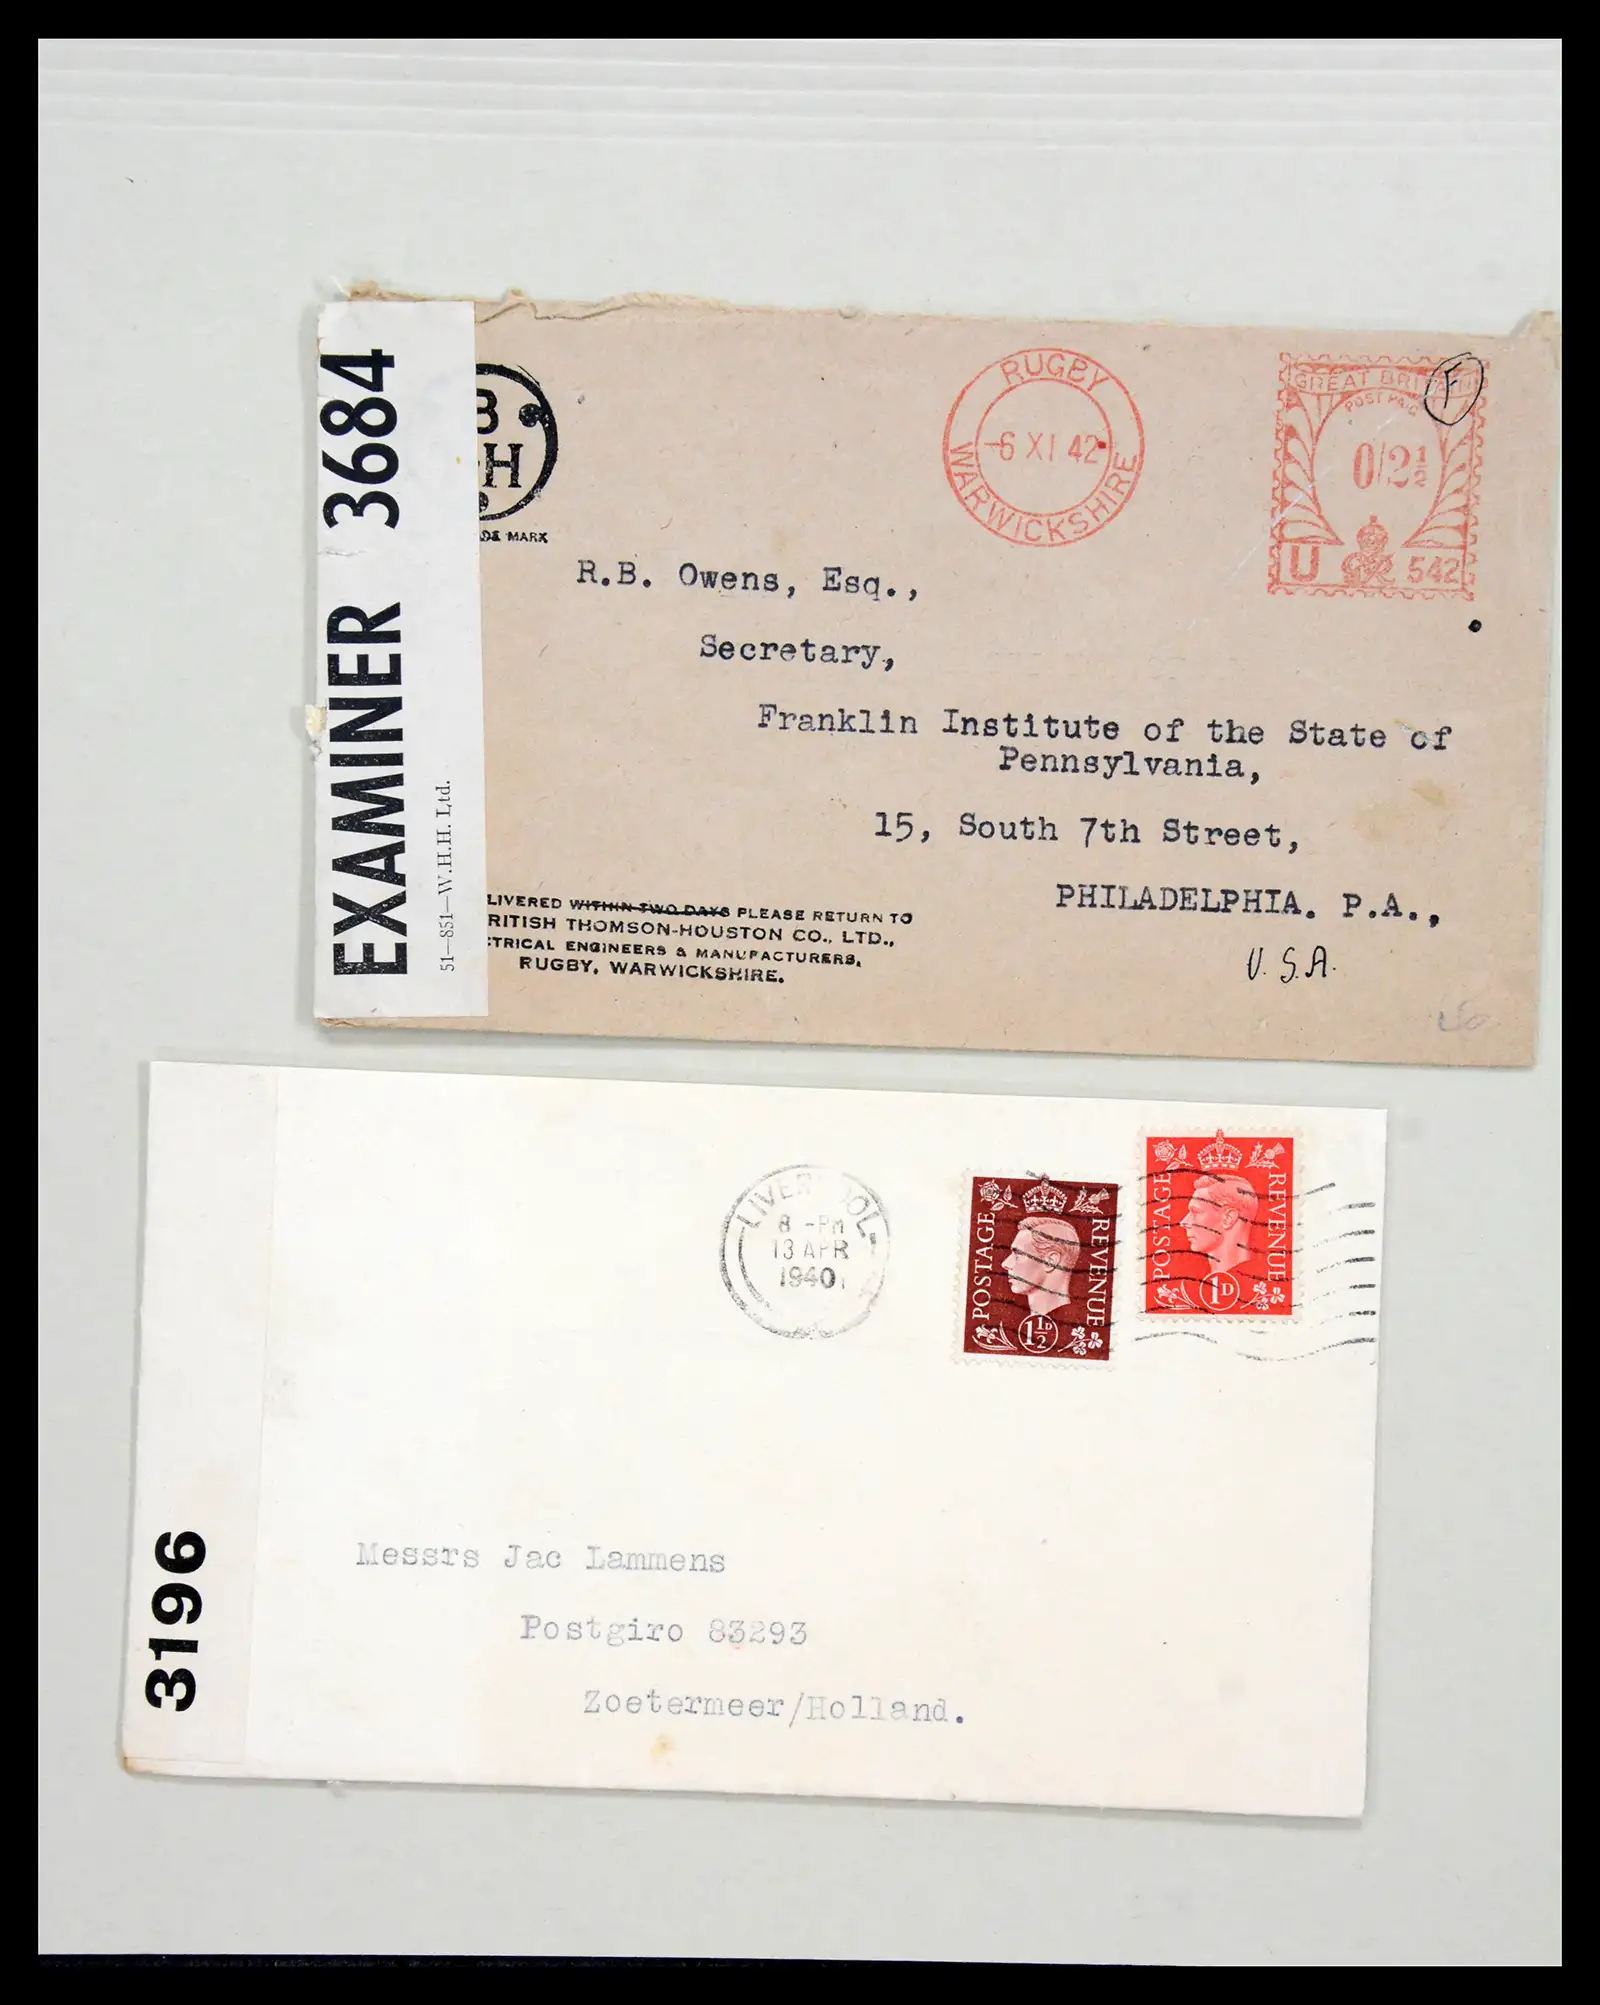 EXAMINER 3684
51—851—W.H.H. Ltd.
B
H
DE MARK
RUGBY
-6 XI 42
WARWICKSHIRE
GREAT BRITAIN
POST PAID
0/2½
U 542
F
R.B. Owens, Esq.,
Secretary,
Franklin Institute of the State of
Pennsylvania,
15, South 7th Street,
PHILADELPHIA. P.A.,
U.S.A.
LIVERED WITHIN TWO DAYS PLEASE RETURN TO
RITISH THOMSON-HOUSTON CO., LTD.,
TRICAL ENGINEERS & MANUFACTURERS,
RUGBY, WARWICKSHIRE.
LIVERPOOL
8 -PM
13 APR
1940
POSTAGE REVENUE
1½D
POSTAGE REVENUE
1D
3196
Messrs Jac Lammens
Postgiro 83293
Zoetermeer/Holland.